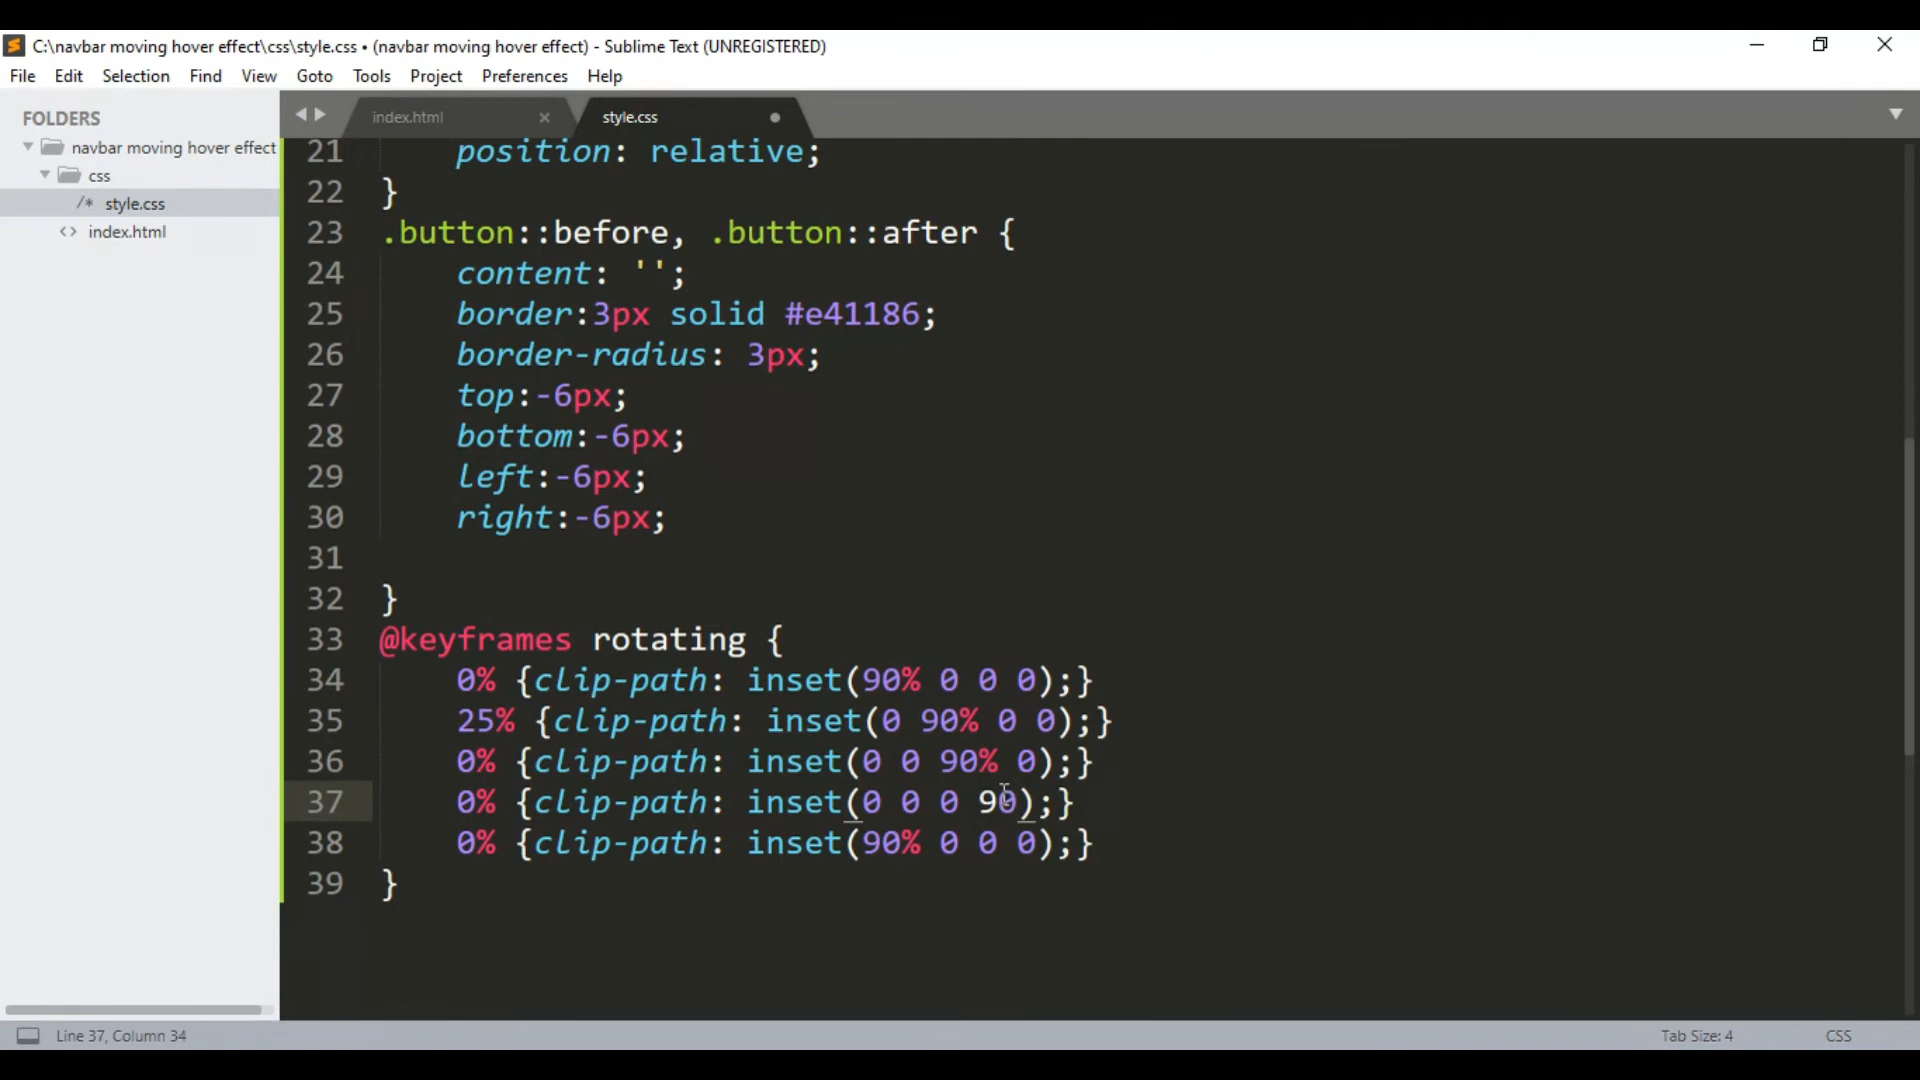 C:\navbar moving hover effect\css\style.css • (navbar moving hover effect) - Sublime Text (UNREGISTERED)
File Edit Selection Find View Goto Tools Project Preferences Help
FOLDERS
navbar moving hover effect
css
/* style.css
<> index.html
index.html × style.css
21 position: relative;
22 }
23 .button::before, .button::after {
24 content: '';
25 border:3px solid #e41186;
26 border-radius: 3px;
27 top:-6px;
28 bottom:-6px;
29 left:-6px;
30 right:-6px;
31
32 }
33 @keyframes rotating {
34 0% {clip-path: inset(90% 0 0 0);}
35 25% {clip-path: inset(0 90% 0 0);}
36 0% {clip-path: inset(0 0 90% 0);}
37 0% {clip-path: inset(0 0 0 90);}
38 0% {clip-path: inset(90% 0 0 0);}
39 }
Line 37, Column 34 Tab Size: 4 CSS